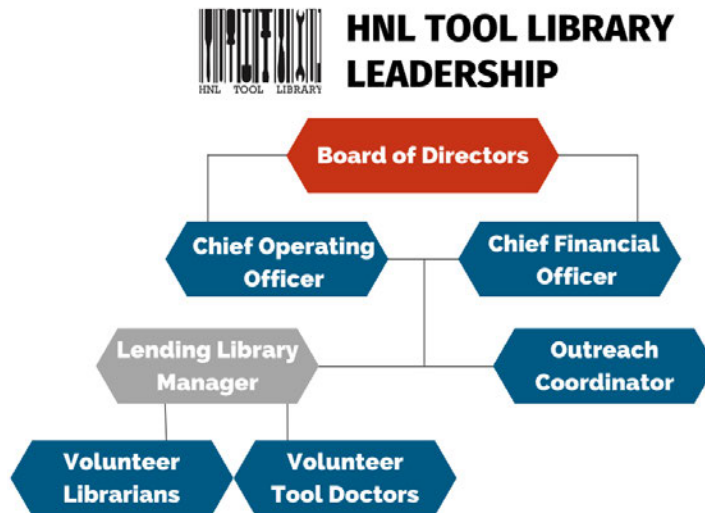 HNL TOOL LIBRARY
HNL TOOL LIBRARY
LEADERSHIP
Board of Directors
Chief Operating
Officer
Chief Financial
Officer
Lending Library
Manager
Outreach
Coordinator
Volunteer
Librarians
Volunteer
Tool Doctors